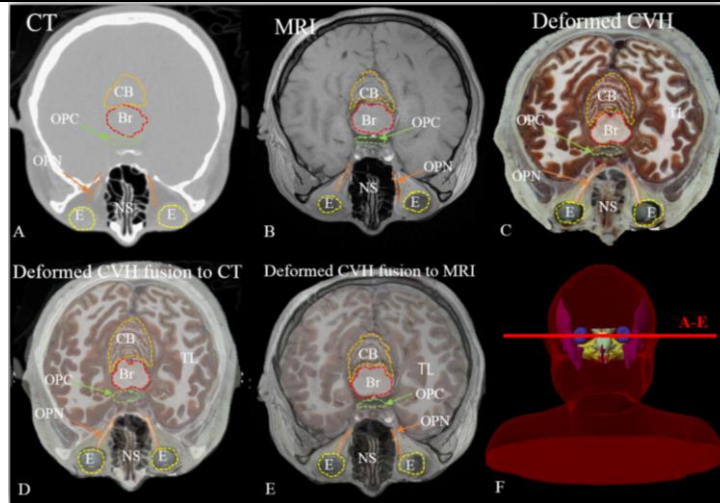 CT
CB
Br
OPC
OPN
NS
E
E
A
MRI
CB
Br
OPC
OPN
NS
E
E
B
Deformed CVH
CB
TL
Br
OPC
OPN
NS
E
E
C
Deformed CVH fusion to CT
CB
TL
Br
OPC
OPN
NS
E
E
D
Deformed CVH fusion to MRI
CB
TL
Br
OPC
OPN
NS
E
E
E
A-E
F